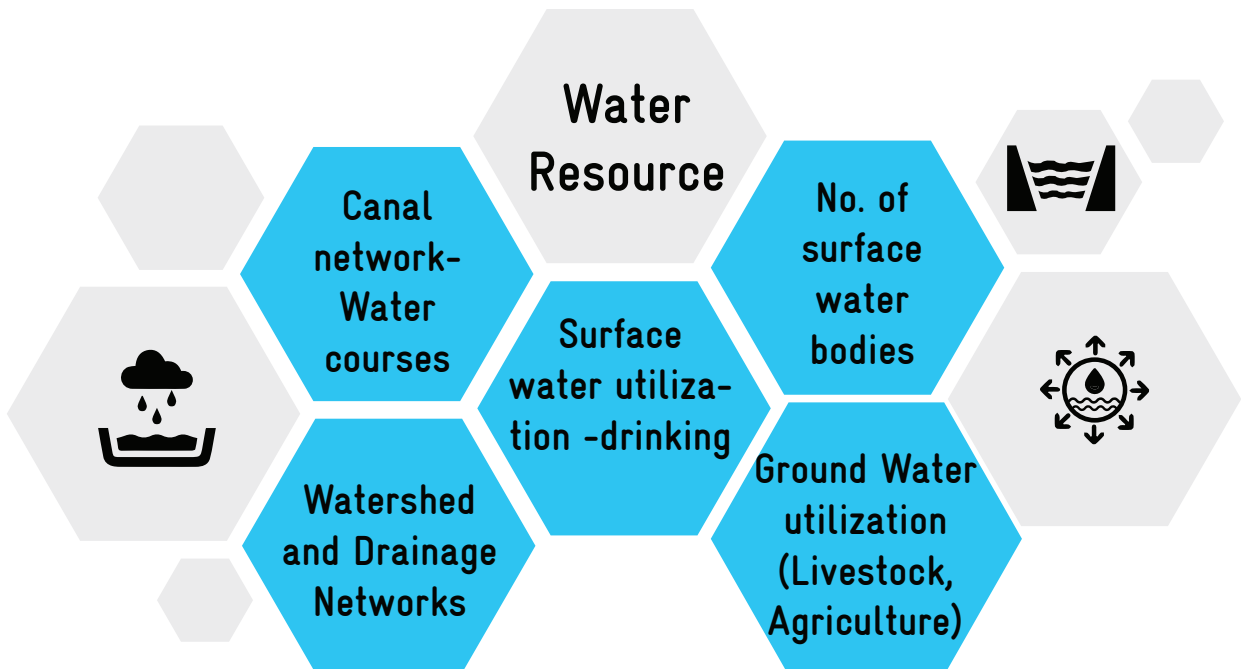 Water
Resource
Canal
network-
Water
courses
No. of
surface
water
bodies
Surface
water utiliza-
tion -drinking
Watershed
and Drainage
Networks
Ground Water
utilization
(Livestock,
Agriculture)